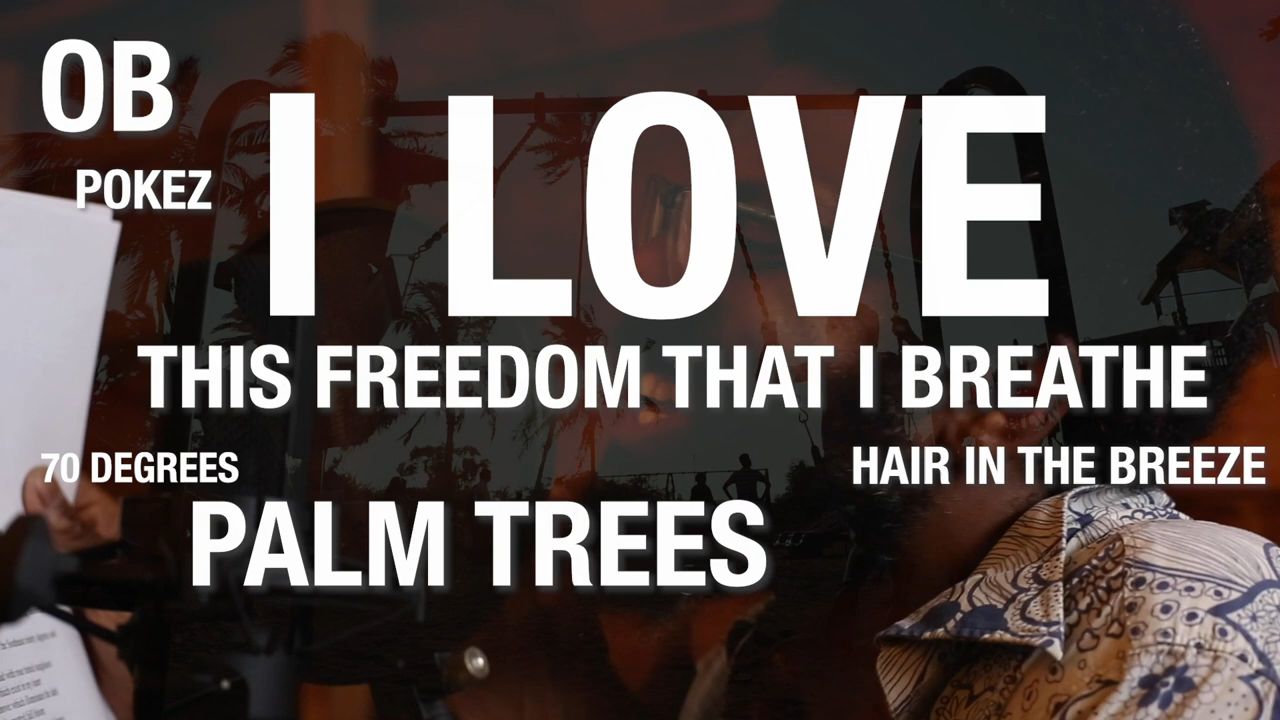 OB
POKEZ
I LOVE
THIS FREEDOM THAT I BREATHE
70 DEGREES
HAIR IN THE BREEZE
PALM TREES